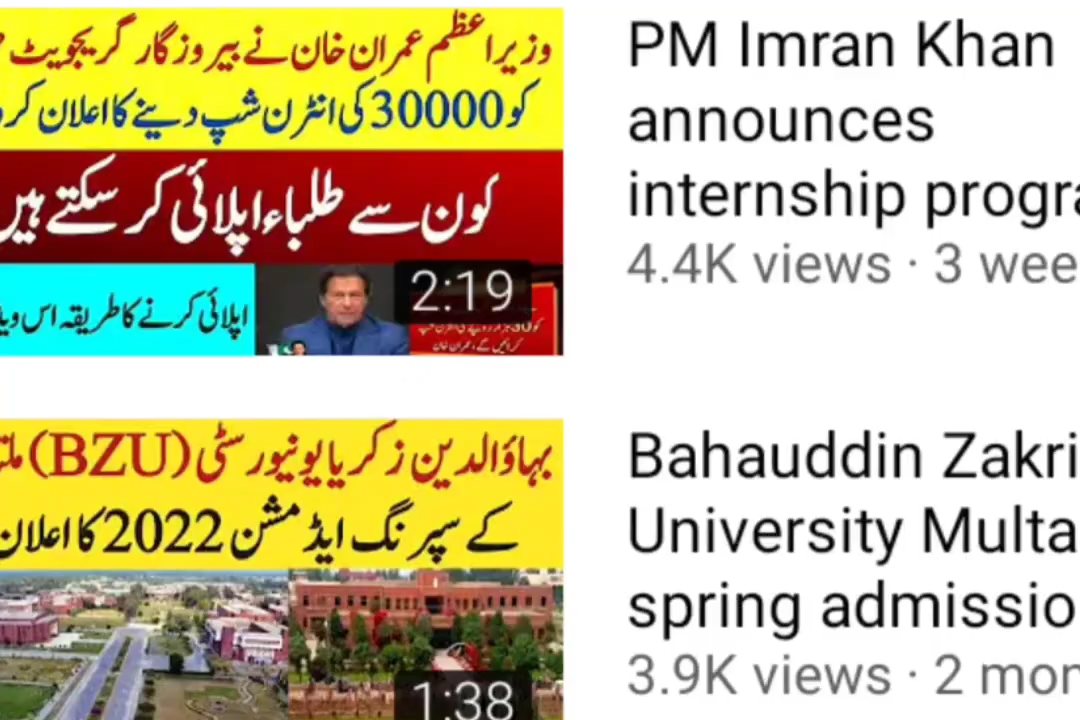 وزیراعظم عمران خان نے بیروزگار گریجویٹ
کو 30000 کی انٹرن شپ دینے کا اعلان کر
کون سے طلباء اپلائی کر سکتے ہیں
اپلائی کرنے کا طریقہ اس
2:19
PM Imran Khan
announces
internship progra
4.4K views · 3 wee
بہاؤالدین زکریا یونیورسٹی (BZU)
کے سپرنگ ایڈمشن 2022 کا اعلان
1:38
Bahauddin Zakri
University Multa
spring admissio
3.9K views · 2 mon